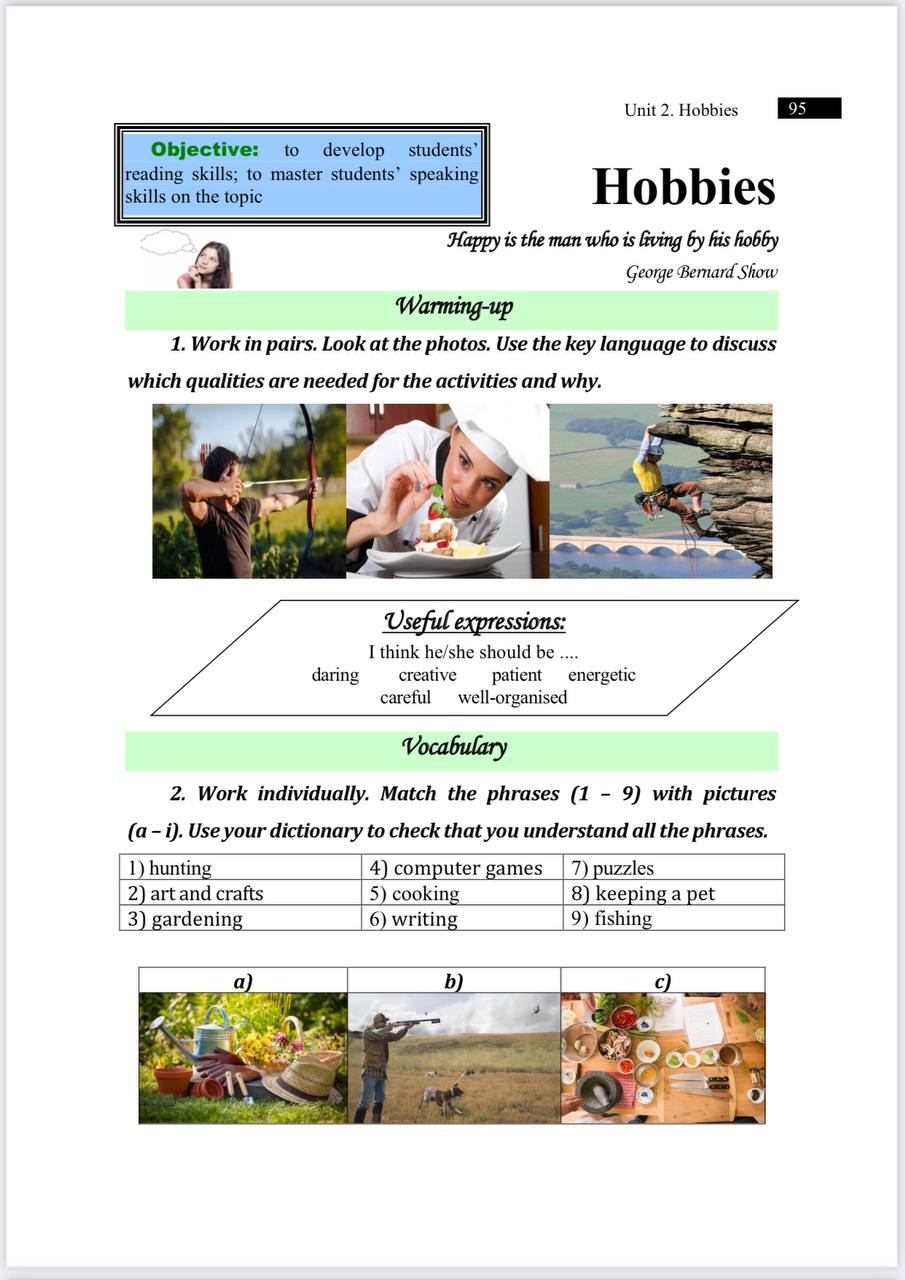 Unit 2. Hobbies 95
Objective: to develop students’
reading skills; to master students’ speaking
skills on the topic
Hobbies
Happy is the man who is living by his hobby
George Bernard Show
Warming-up
1. Work in pairs. Look at the photos. Use the key language to discuss
which qualities are needed for the activities and why.
Useful expressions:
I think he/she should be ….
daring creative patient energetic
careful well-organised
Vocabulary
2. Work individually. Match the phrases (1 – 9) with pictures
(a – i). Use your dictionary to check that you understand all the phrases.
1) hunting 4) computer games 7) puzzles
2) art and crafts 5) cooking 8) keeping a pet
3) gardening 6) writing 9) fishing
a) b) c)